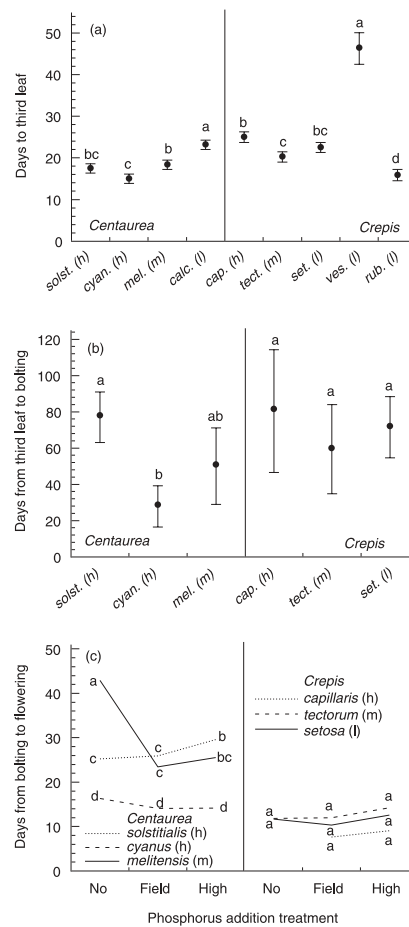 (a)
Days to third leaf
50
40
30
20
10
0
bc
c
b
a
b
c
bc
a
d
Centaurea
Crepis
solst. (h)
cyan. (h)
mel. (m)
calc. (l)
cap. (h)
tect. (m)
set. (l)
ves. (l)
rub. (l)
(b)
Days from third leaf to bolting
120
100
80
60
40
20
0
a
b
ab
a
a
a
Centaurea
Crepis
solst. (h)
cyan. (h)
mel. (m)
cap. (h)
tect. (m)
set. (l)
(c)
Days from bolting to flowering
50
40
30
20
10
0
a
c
d
c
c
d
b
bc
d
Centaurea
solstitialis (h)
cyanus (h)
melitensis (m)
Crepis
capillaris (h)
tectorum (m)
setosa (l)
a
a
a
a
a
a
a
a
No
Field
High
No
Field
High
Phosphorus addition treatment